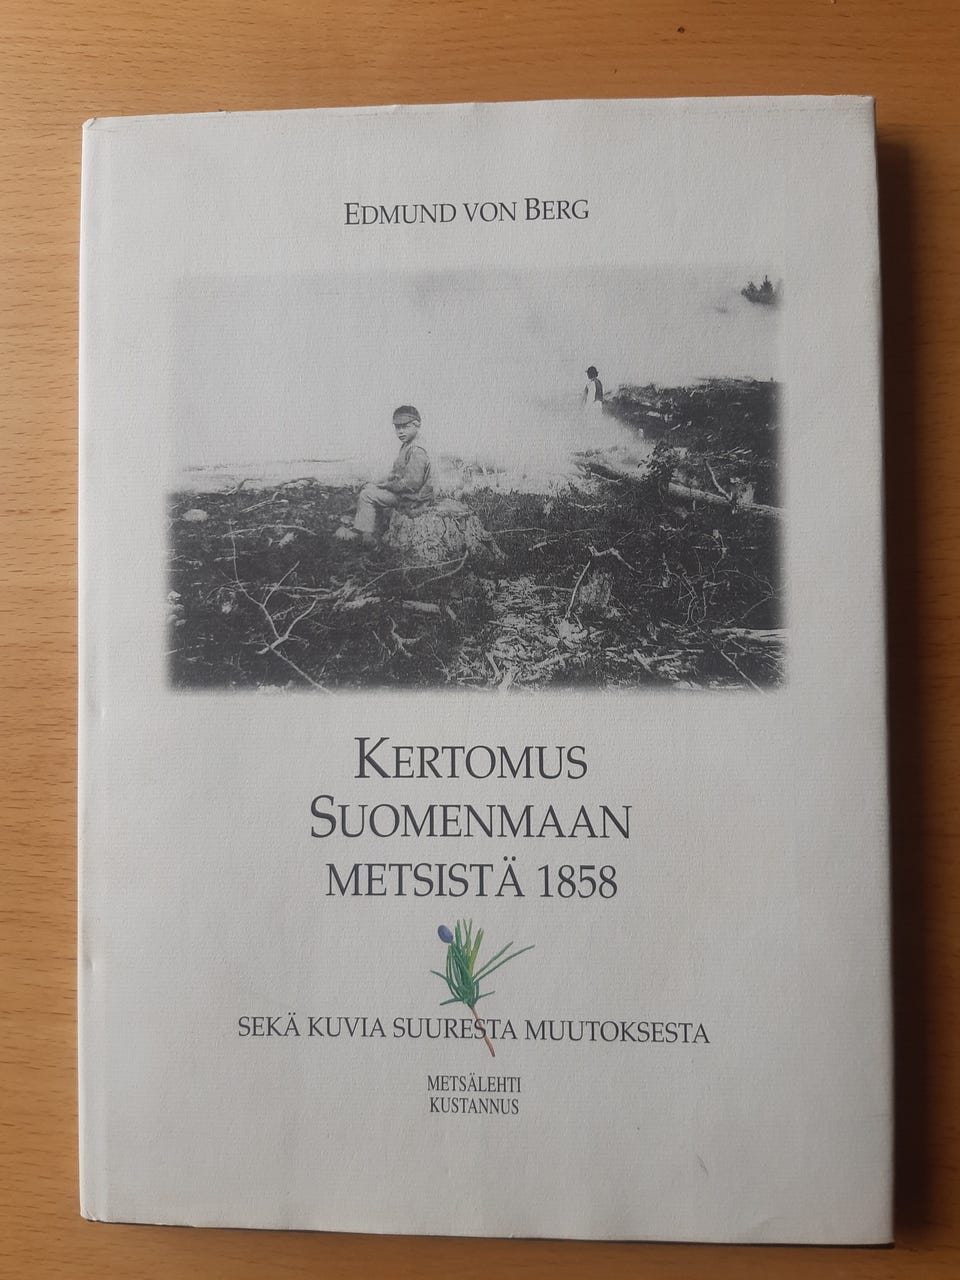 EDMUND VON BERG
KERTOMUS
SUOMENMAAN
METSISTÄ 1858
SEKÄ KUVIA SUURESTA MUUTOKSESTA
METSÄLEHTI
KUSTANNUS